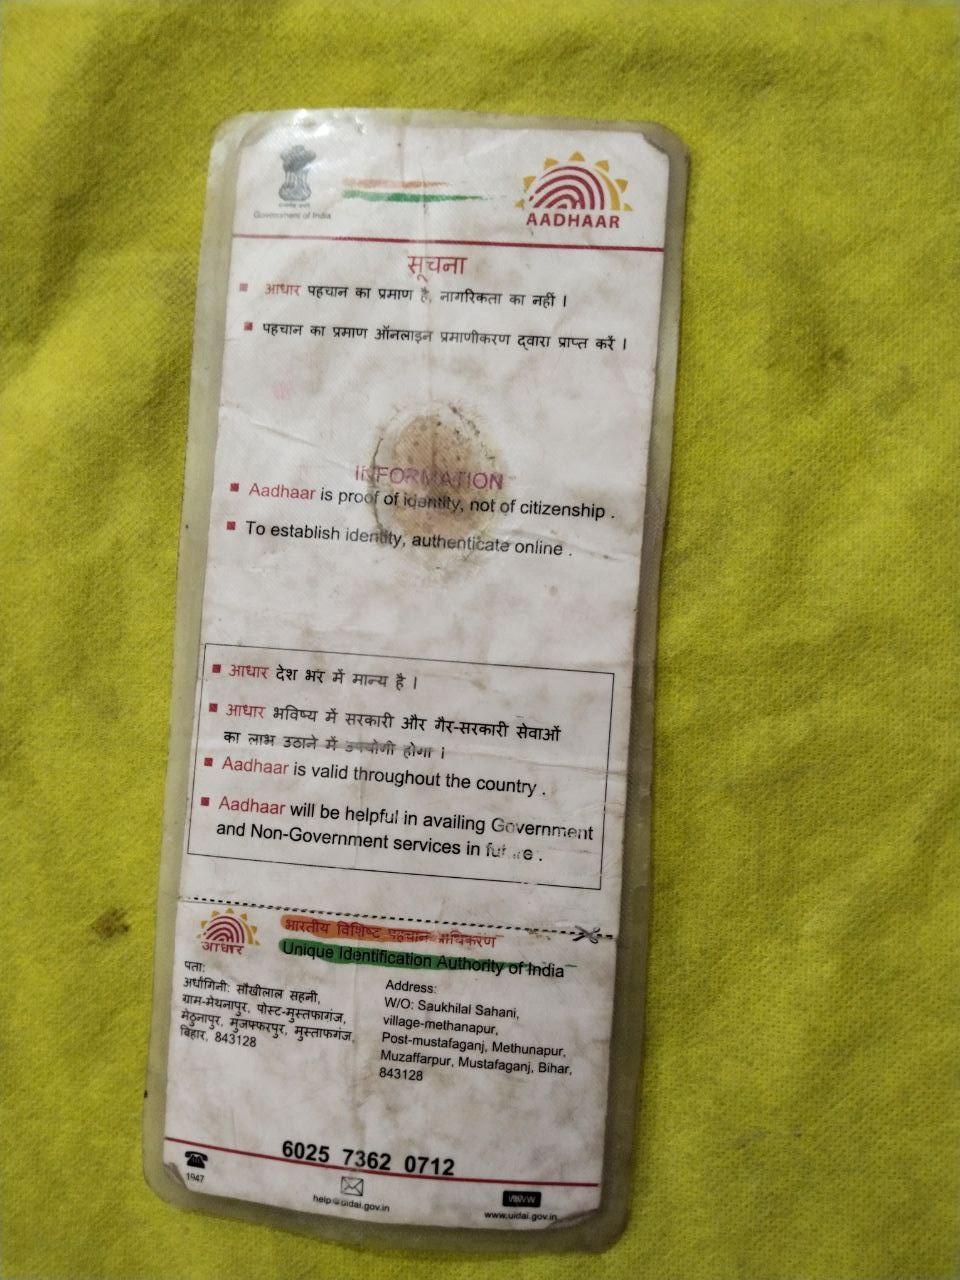 Government of India
AADHAAR
सूचना
आधार पहचान का प्रमाण है, नागरिकता का नहीं ।
पहचान का प्रमाण ऑनलाइन प्रमाणीकरण द्वारा प्राप्त करें ।
INFORMATION
Aadhaar is proof of identity, not of citizenship .
To establish identity, authenticate online .
आधार देश भर में मान्य है ।
आधार भविष्य में सरकारी और गैर-सरकारी सेवाओं
का लाभ उठाने में उपयोगी होगा ।
Aadhaar is valid throughout the country .
Aadhaar will be helpful in availing Government
and Non-Government services in future .
आधार
भारतीय विशिष्ट पहचान प्राधिकरण
Unique Identification Authority of India
पता:
अर्धांगिनी: सौखीलाल सहनी,
ग्राम-मेथनापुर, पोस्ट-मुस्तफागंज,
मेठुनापुर, मुजफ्फरपुर, मुस्ताफगंज,
बिहार, 843128
Address:
W/O: Saukhilal Sahani,
village-methanapur,
Post-mustafaganj, Methunapur,
Muzaffarpur, Mustafaganj, Bihar,
843128
6025 7362 0712
1947
help@uidai.gov.in
www
www.uidai.gov.in